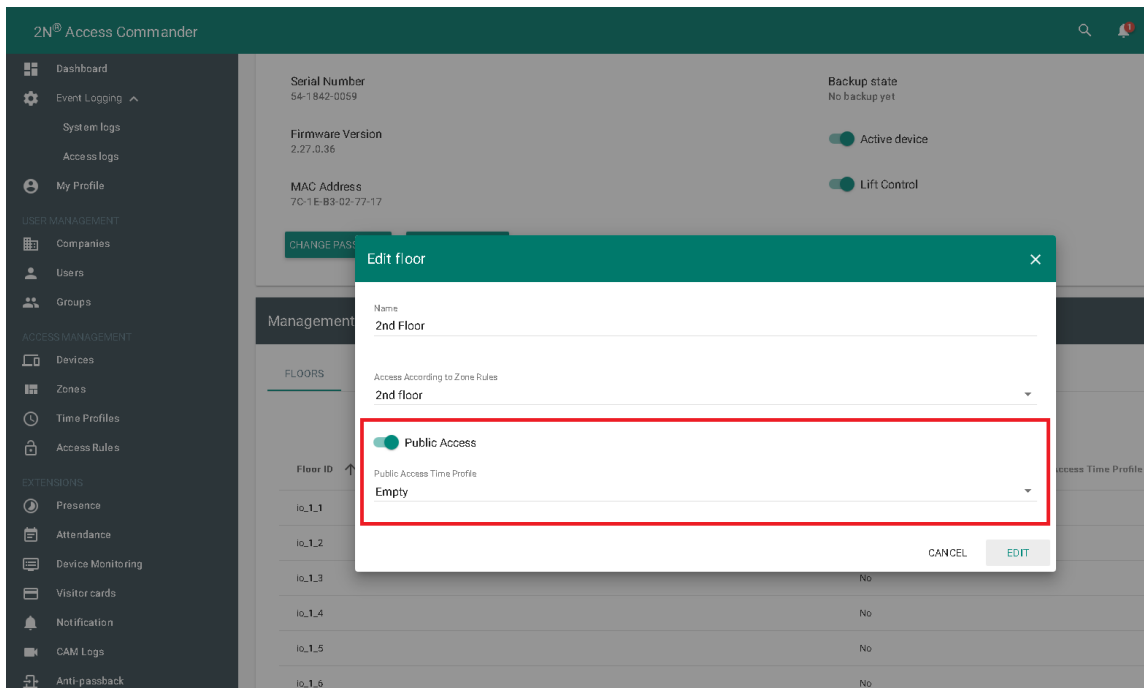 2N® Access Commander
1
Dashboard
Event Logging
System logs
Access logs
My Profile
USER MANAGEMENT
Companies
Users
Groups
ACCESS MANAGEMENT
Devices
Zones
Time Profiles
Access Rules
EXTENSIONS
Presence
Attendance
Device Monitoring
Visitor cards
Notification
CAM Logs
Anti-passback
Serial Number
54-1842-0059
Firmware Version
2.27.0.36
MAC Address
7C-1E-B3-02-77-17
Backup state
No backup yet
Active device
Lift Control
CHANGE PAS
Management
FLOORS
Edit floor
Name
2nd Floor
Access According to Zone Rules
2nd floor
Public Access
Public Access Time Profile
Empty
CANCEL EDIT
Floor ID
Access Time Profile
io_1_1
io_1_2
io_1_3 No
io_1_4 No
io_1_5 No
io_1_6 No